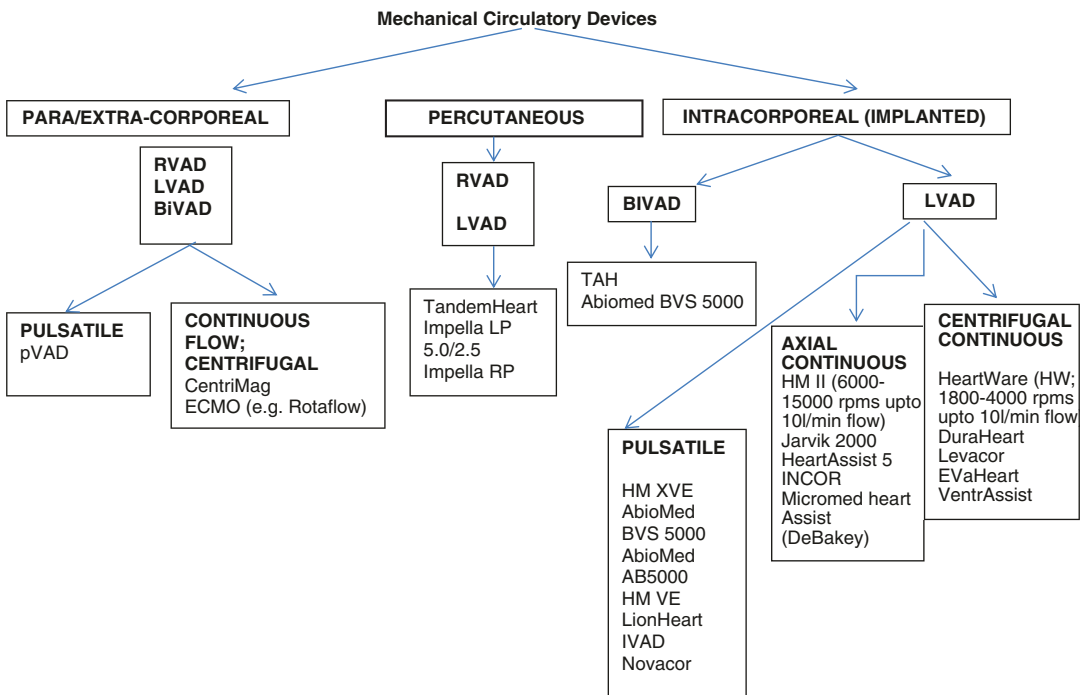 Mechanical Circulatory Devices
PARA/EXTRA-CORPOREAL
PERCUTANEOUS
INTRACORPOREAL (IMPLANTED)
RVAD
LVAD
BiVAD
RVAD
LVAD
BIVAD
LVAD
PULSATILE
pVAD
CONTINUOUS
FLOW;
CENTRIFUGAL
CentriMag
ECMO (e.g. Rotaflow)
TandemHeart
Impella LP
5.0/2.5
Impella RP
TAH
Abiomed BVS 5000
PULSATILE
HM XVE
AbioMed
BVS 5000
AbioMed
AB5000
HM VE
LionHeart
IVAD
Novacor
AXIAL
CONTINUOUS
HM II (6000-
15000 rpms upto
10l/min flow)
Jarvik 2000
HeartAssist 5
INCOR
Micromed heart
Assist
(DeBakey)
CENTRIFUGAL
CONTINUOUS
HeartWare (HW;
1800-4000 rpms
upto 10l/min flow
DuraHeart
Levacor
EVaHeart
VentrAssist